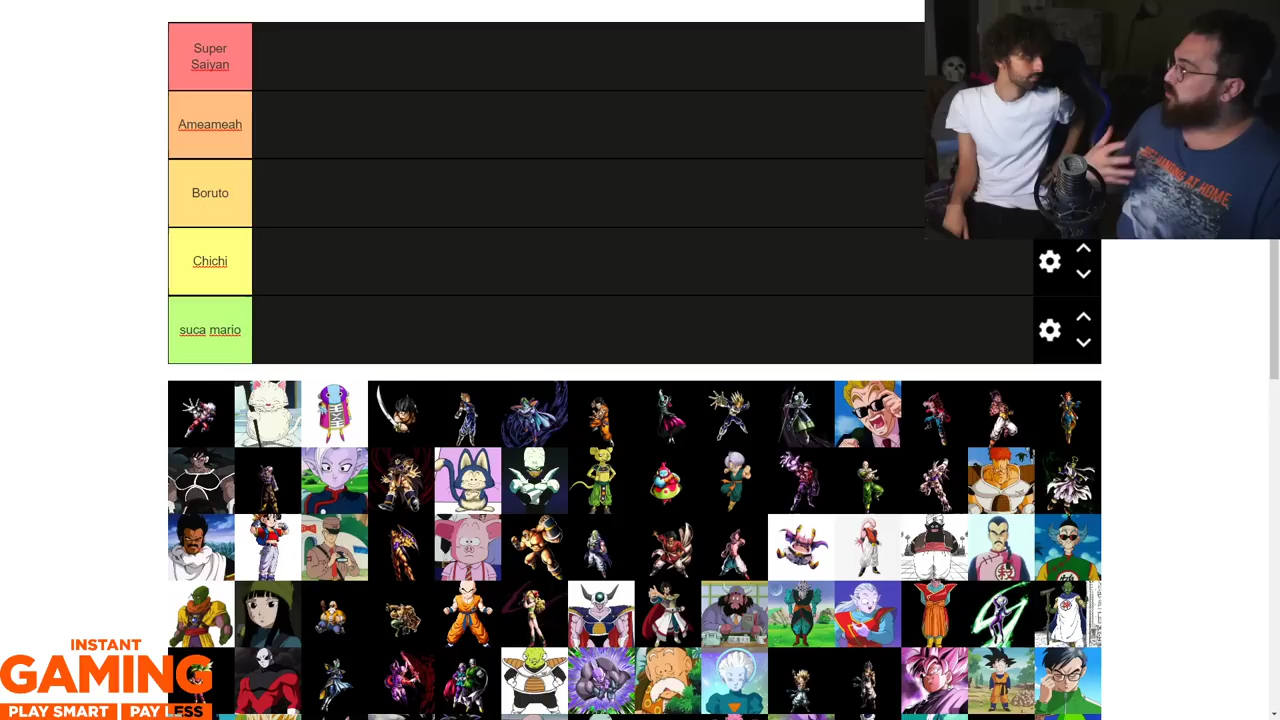 Super
Saiyan
Ameameah
Boruto
Chichi
suca mario
INSTANT
GAMING
PLAY SMART
PAY LESS